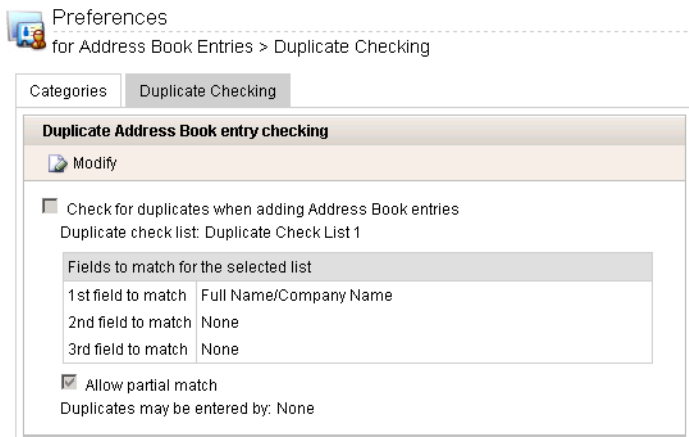 Preferences
for Address Book Entries > Duplicate Checking
Categories Duplicate Checking
Duplicate Address Book entry checking
Modify
Check for duplicates when adding Address Book entries
Duplicate check list: Duplicate Check List 1
Fields to match for the selected list
1st field to match Full Name/Company Name
2nd field to match None
3rd field to match None
Allow partial match
Duplicates may be entered by: None